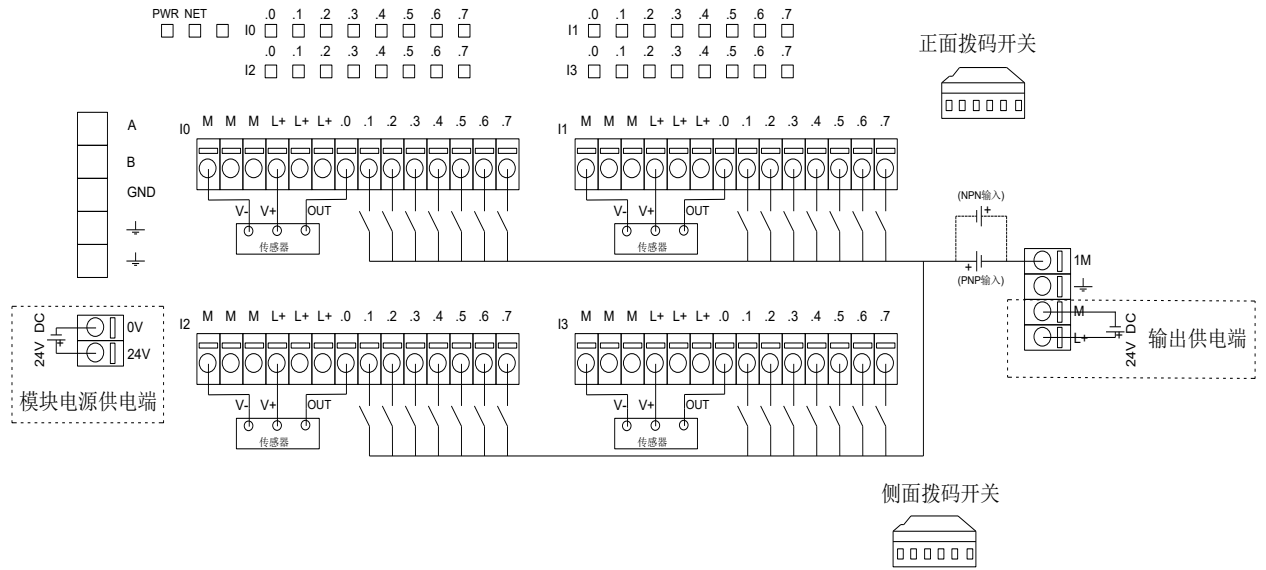 PWR NET
.0 .1 .2 .3 .4 .5 .6 .7
I0
.0 .1 .2 .3 .4 .5 .6 .7
I2
.0 .1 .2 .3 .4 .5 .6 .7
I1
.0 .1 .2 .3 .4 .5 .6 .7
I3
正面拨码开关
A
B
GND
I0 M M M L+ L+ L+ .0 .1 .2 .3 .4 .5 .6 .7
V- V+ OUT
传感器
I1 M M M L+ L+ L+ .0 .1 .2 .3 .4 .5 .6 .7
V- V+ OUT
传感器
(NPN输入)
+
+
(PNP输入)
1M
M
L+
+
24V DC
输出供电端
24V DC
+
0V
24V
模块电源供电端
I2 M M M L+ L+ L+ .0 .1 .2 .3 .4 .5 .6 .7
V- V+ OUT
传感器
I3 M M M L+ L+ L+ .0 .1 .2 .3 .4 .5 .6 .7
V- V+ OUT
传感器
侧面拨码开关